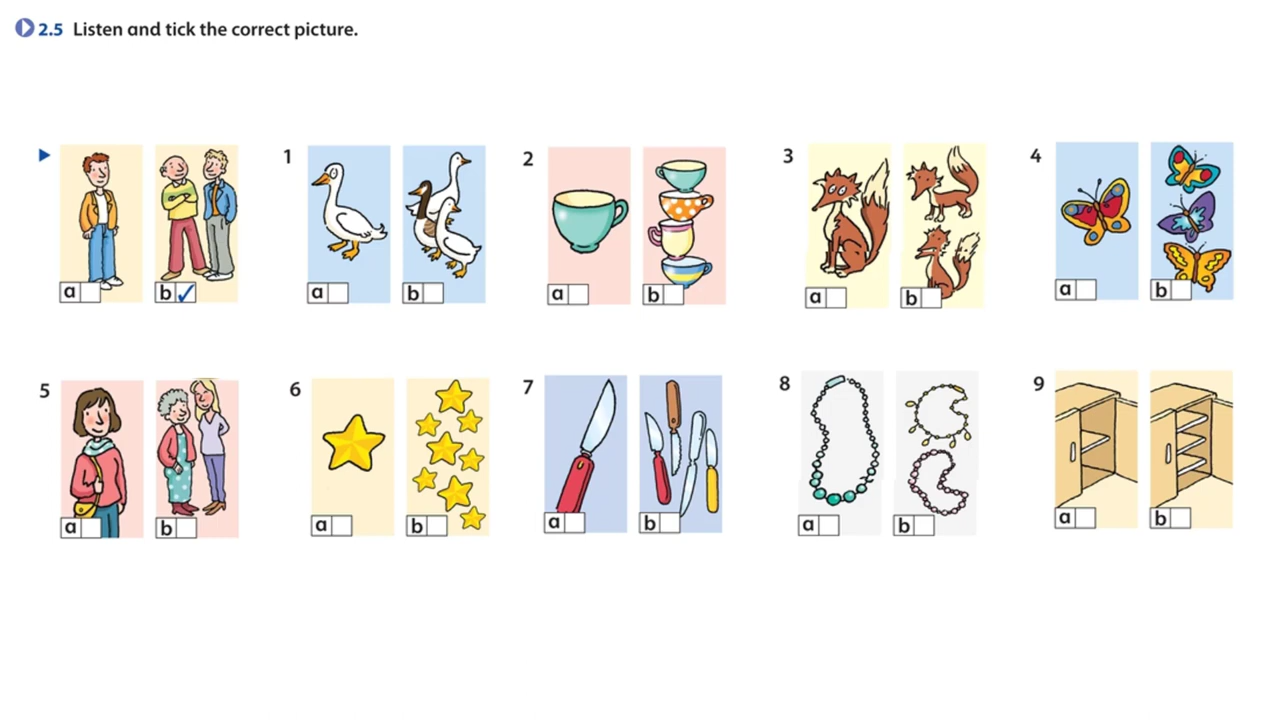 2.5 Listen and tick the correct picture.
a b ✓
1 a b
2 a b
3 a b
4 a b
5 a b
6 a b
7 a b
8 a b
9 a b